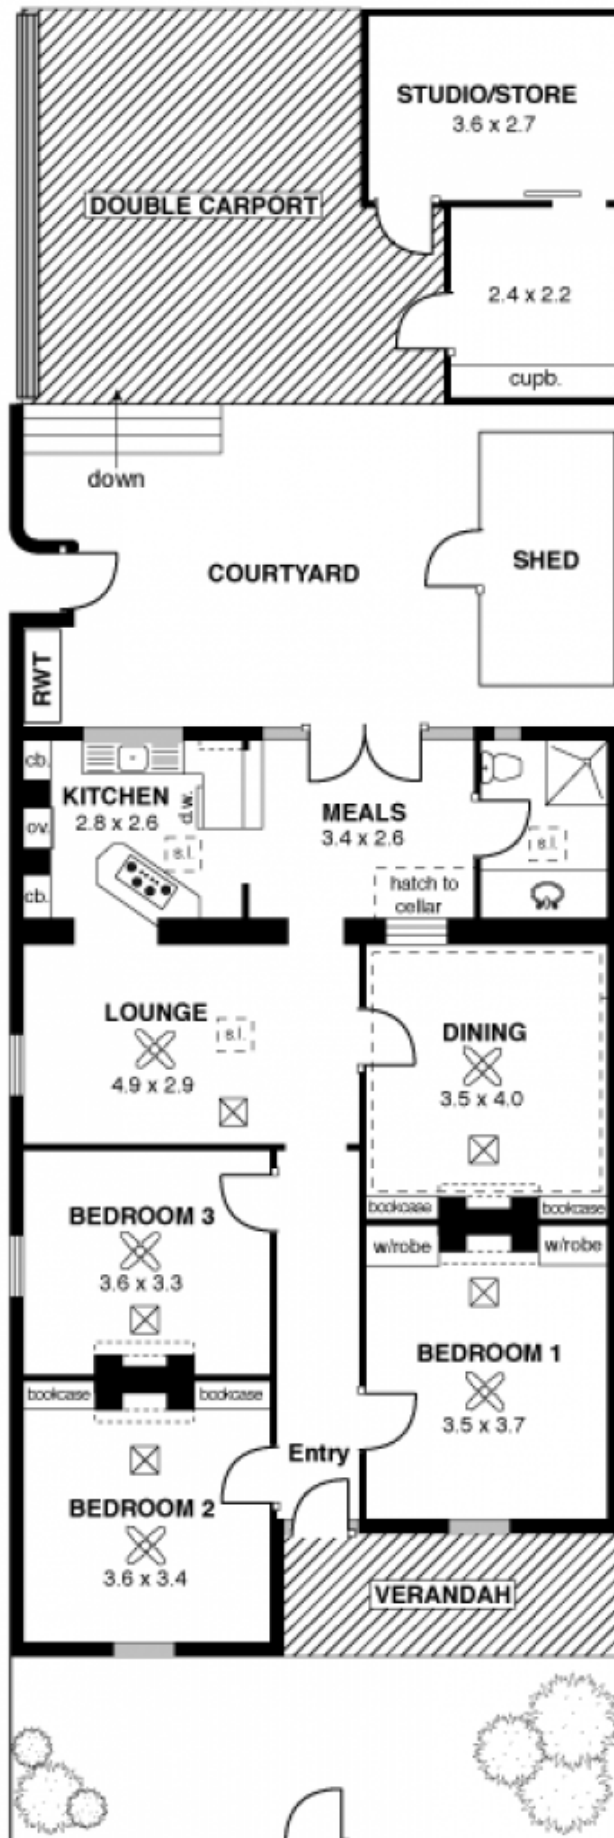 STUDIO/STORE
3.6 x 2.7
DOUBLE CARPORT
2.4 x 2.2
cupb.
down
COURTYARD
SHED
RWT
cb.
KITCHEN
2.8 x 2.6
d.w.
ov.
s.l.
cb.
MEALS
3.4 x 2.6
s.l.
hatch to
cellar
LOUNGE
s.l.
4.9 x 2.9
DINING
3.5 x 4.0
bookcase
bookcase
w/robe
w/robe
BEDROOM 3
3.6 x 3.3
BEDROOM 1
3.5 x 3.7
bookcase
bookcase
Entry
BEDROOM 2
3.6 x 3.4
VERANDAH